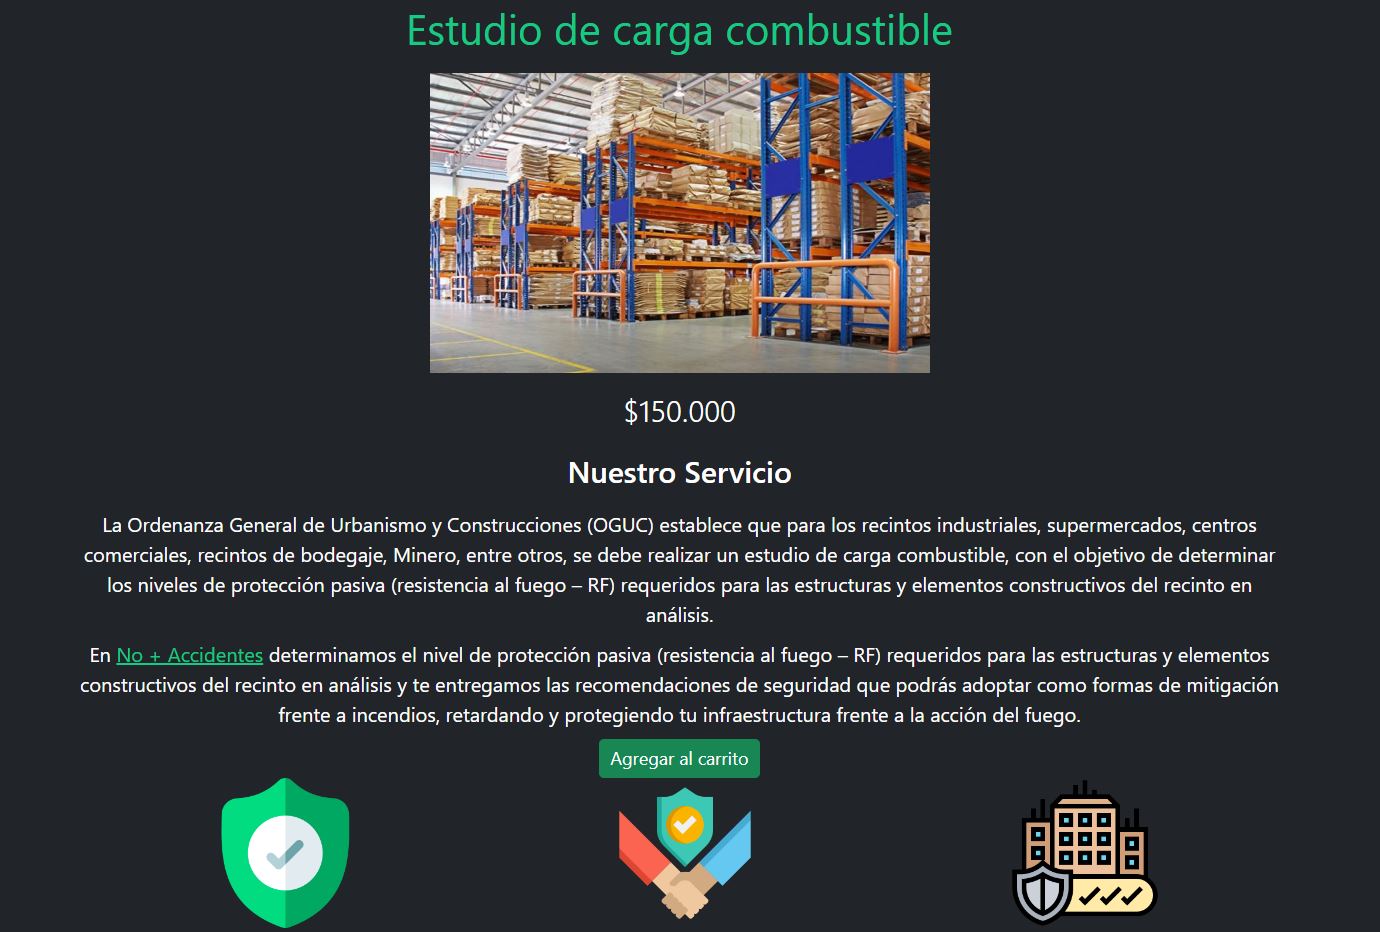 Estudio de carga combustible
$150.000
Nuestro Servicio
La Ordenanza General de Urbanismo y Construcciones (OGUC) establece que para los recintos industriales, supermercados, centros
comerciales, recintos de bodegaje, Minero, entre otros, se debe realizar un estudio de carga combustible, con el objetivo de determinar
los niveles de protección pasiva (resistencia al fuego – RF) requeridos para las estructuras y elementos constructivos del recinto en
análisis.
En No + Accidentes determinamos el nivel de protección pasiva (resistencia al fuego – RF) requeridos para las estructuras y elementos
constructivos del recinto en análisis y te entregamos las recomendaciones de seguridad que podrás adoptar como formas de mitigación
frente a incendios, retardando y protegiendo tu infraestructura frente a la acción del fuego.
Agregar al carrito